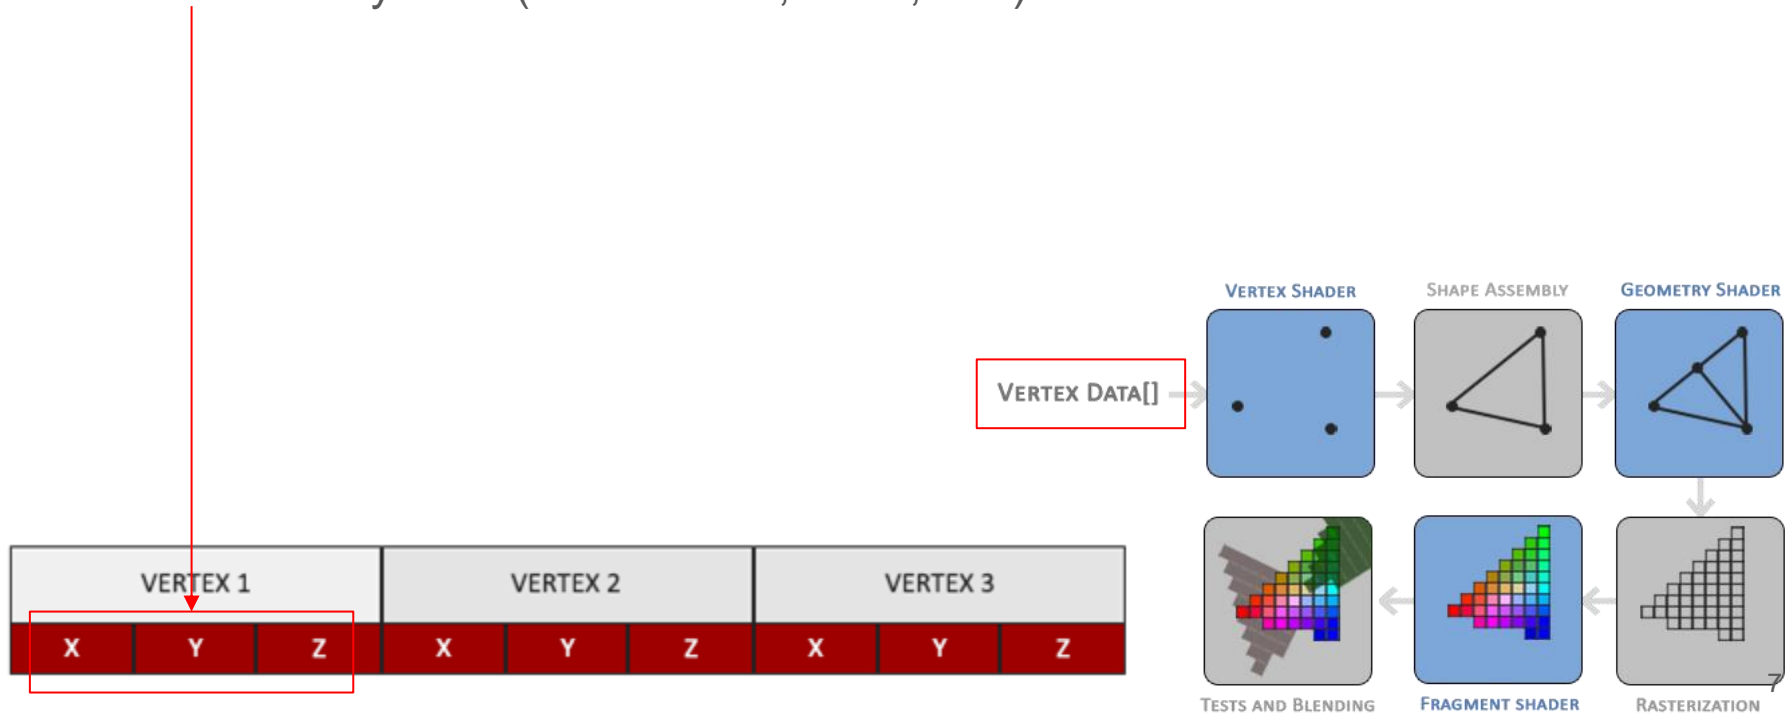 VERTEX SHADER
SHAPE ASSEMBLY
GEOMETRY SHADER
VERTEX DATA[]
VERTEX 1
VERTEX 2
VERTEX 3
X Y Z X Y Z X Y Z
TESTS AND BLENDING
FRAGMENT SHADER
RASTERIZATION
7